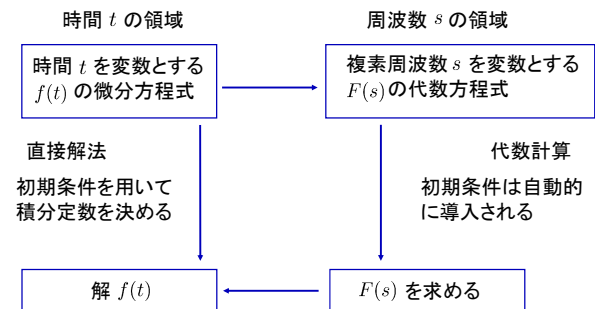 時間 t の領域
周波数 s の領域
時間 t を変数とする
f(t) の微分方程式
複素周波数 s を変数とする
F(s)の代数方程式
直接解法
初期条件を用いて
積分定数を決める
代数計算
初期条件は自動的
に導入される
解 f(t)
F(s) を求める